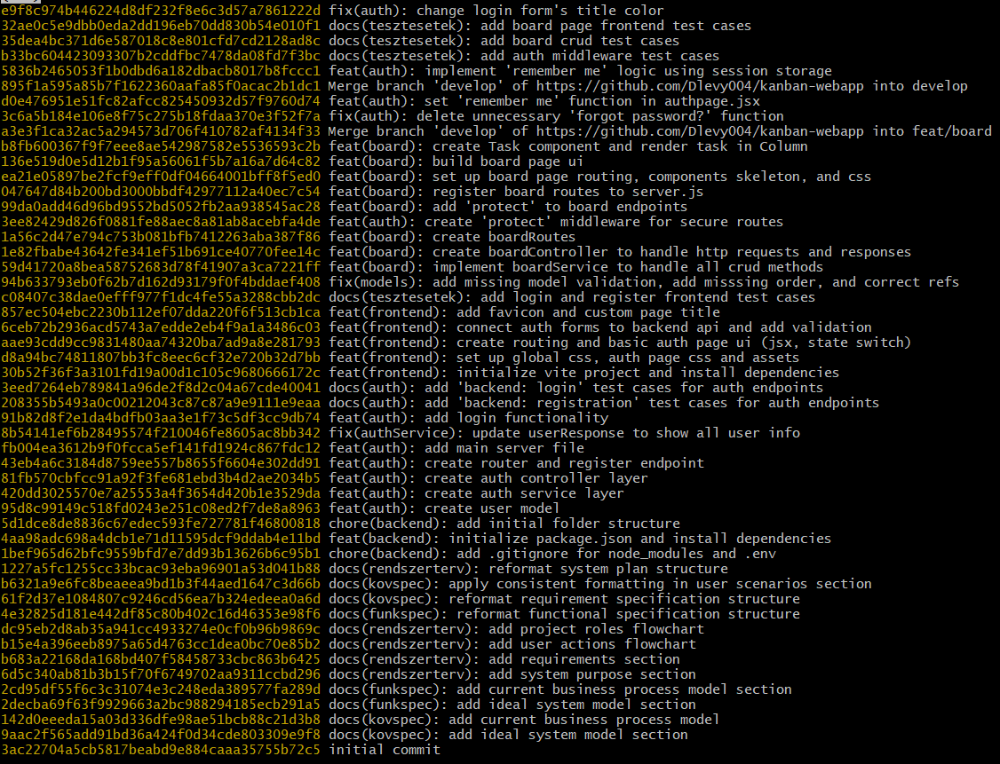 e9f8c974b446224d8df232f8e6c3d57a7861222d fix(auth): change login form's title color
32ae0c5e9dbb0eda2dd196eb70dd830b54e010f1 docs(tesztesetek): add board page frontend test cases
35dea4bc371d6e587018c8e801cfd7cd2128ad8c docs(tesztesetek): add board crud test cases
b33bc604423093307b2cddfbc7478da08fd7f3bc docs(tesztesetek): add auth middleware test cases
5836b2465053f1b0dbd6a182dbacb8017b8fccc1 feat(auth): implement 'remember me' logic using session storage
895f1a595a85b7f1622360aafa85f0acac2b1dc1 Merge branch 'develop' of https://github.com/Dlevy004/kanban-webapp into develop
d0e476951e51fc82afcc825450932d57f9760d74 feat(auth): set 'remember me' function in authpage.jsx
3c6a5b184e106e8f75c275b18fdaa370e3f52f7a fix(auth): delete unnecessary 'forgot password?' function
a3e3f1ca32ac5a294573d706f410782af4134f33 Merge branch 'develop' of https://github.com/Dlevy004/kanban-webapp into feat/board
b8fb600367f9f7eee8ae542987582e5536593c2b feat(board): create Task component and render task in Column
136e519d0e5d12b1f95a56061f5b7a16a7d64c82 feat(board): build board page ui
ea21e05897be2fcf9eff0df04664001bff8f5ed0 feat(board): set up board page routing, components skeleton, and css
047647d84b200bd3000bbdf42977112a40ec7c54 feat(board): register board routes to server.js
99da0add46d96bd9552bd5052fb2aa938545ac28 feat(board): add 'protect' to board endpoints
3ee82429d826f0881fe88aec8a81ab8acebfa4de feat(auth): create 'protect' middleware for secure routes
1a56c2d47e794c753b081bfb7412263aba387f86 feat(board): create boardRoutes
1e82fbabe43642fe341ef51b691ce40770fee14c feat(board): create boardController to handle http requests and responses
59d41720a8bea58752683d78f41907a3ca7221ff feat(board): implement boardService to handle all crud methods
94b633793eb0f62b7d162d93179f0f4bddaef408 fix(models): add missing model validation, add misssing order, and correct refs
c08407c38dae0efff977f1dc4fe55a3288cbb2dc docs(tesztesetek): add login and register frontend test cases
857ec504ebc2230b112ef07dda220f6f513cb1ca feat(frontend): add favicon and custom page title
6ceb72b2936acd5743a7edde2eb4f9a1a3486c03 feat(frontend): connect auth forms to backend api and add validation
aae93cdd9cc9831480aa74320ba7ad9a8e281793 feat(frontend): create routing and basic auth page ui (jsx, state switch)
d8a94bc74811807bb3fc8eec6cf32e720b32d7bb feat(frontend): set up global css, auth page css and assets
30b52f36f3a3101fd19a00d1c105c9680666172c feat(frontend): initialize vite project and install dependencies
3eed7264eb789841a96de2f8d2c04a67cde40041 docs(auth): add 'backend: login' test cases for auth endpoints
208355b5493a0c00212043c87c87a9e9111e9eaa docs(auth): add 'backend: registration' test cases for auth endpoints
91b82d8f2e1da4bdfb03aa3e1f73c5df3cc9db74 feat(auth): add login functionality
8b54141ef6b28495574f210046fe8605ac8bb342 fix(authService): update userResponse to show all user info
fb004ea3612b9f0fcca5ef141fd1924c867fdc12 feat(auth): add main server file
43eb4a6c3184d8759ee557b8655f6604e302dd91 feat(auth): create router and register endpoint
81fb570cbfcc91a92f3fe681ebd3b4d2ae2034b5 feat(auth): create auth controller layer
420dd3025570e7a25553a4f3654d420b1e3529da feat(auth): create auth service layer
95d8c99149c518fd0243e251c08ed2f7de8a8963 feat(auth): create user model
5d1dce8de8836c67edec593fe727781f46800818 chore(backend): add initial folder structure
4aa98adc698a4dcb1e71d11595dcf9ddab4e11bd feat(backend): initialize package.json and install dependencies
1bef965d62bfc9559bfd7e7dd93b13626b6c95b1 chore(backend): add .gitignore for node_modules and .env
1227a5fc1255cc33bcac93eba96901a53d041b88 docs(rendszerterv): reformat system plan structure
b6321a9e6fc8beaeea9bd1b3f44aed1647c3d66b docs(kovspec): apply consistent formatting in user scenarios section
61f2d37e1084807c9246cd56ea7b324edeea0a6d docs(kovspec): reformat requirement specification structure
4e32825d181e442df85c80b402c16d46353e98f6 docs(funkspec): reformat functional specification structure
dc95eb2d8ab35a941cc4933274e0cf0b96b9869c docs(rendszerterv): add project roles flowchart
b15e4a396eeb8975a65d4763cc1dea0bc70e85b2 docs(rendszerterv): add user actions flowchart
b683a22168da168bd407f58458733cbc863b6425 docs(rendszerterv): add requirements section
6d5c340ab81b3b15f70f6749702aa9311ccbd296 docs(rendszerterv): add system purpose section
2cd95df55f6c3c31074e3c248eda389577fa289d docs(funkspec): add current business process model section
2decba69f63f9929663a2bc988294185ecb291a5 docs(funkspec): add ideal system model section
142d0eeeda15a03d336dfe98ae51bcb88c21d3b8 docs(kovspec): add current business process model
9aac2f565add91bd36a424f0d34cde803309e9f8 docs(kovspec): add ideal system model section
3ac22704a5cb5817beabd9e884caaa35755b72c5 initial commit